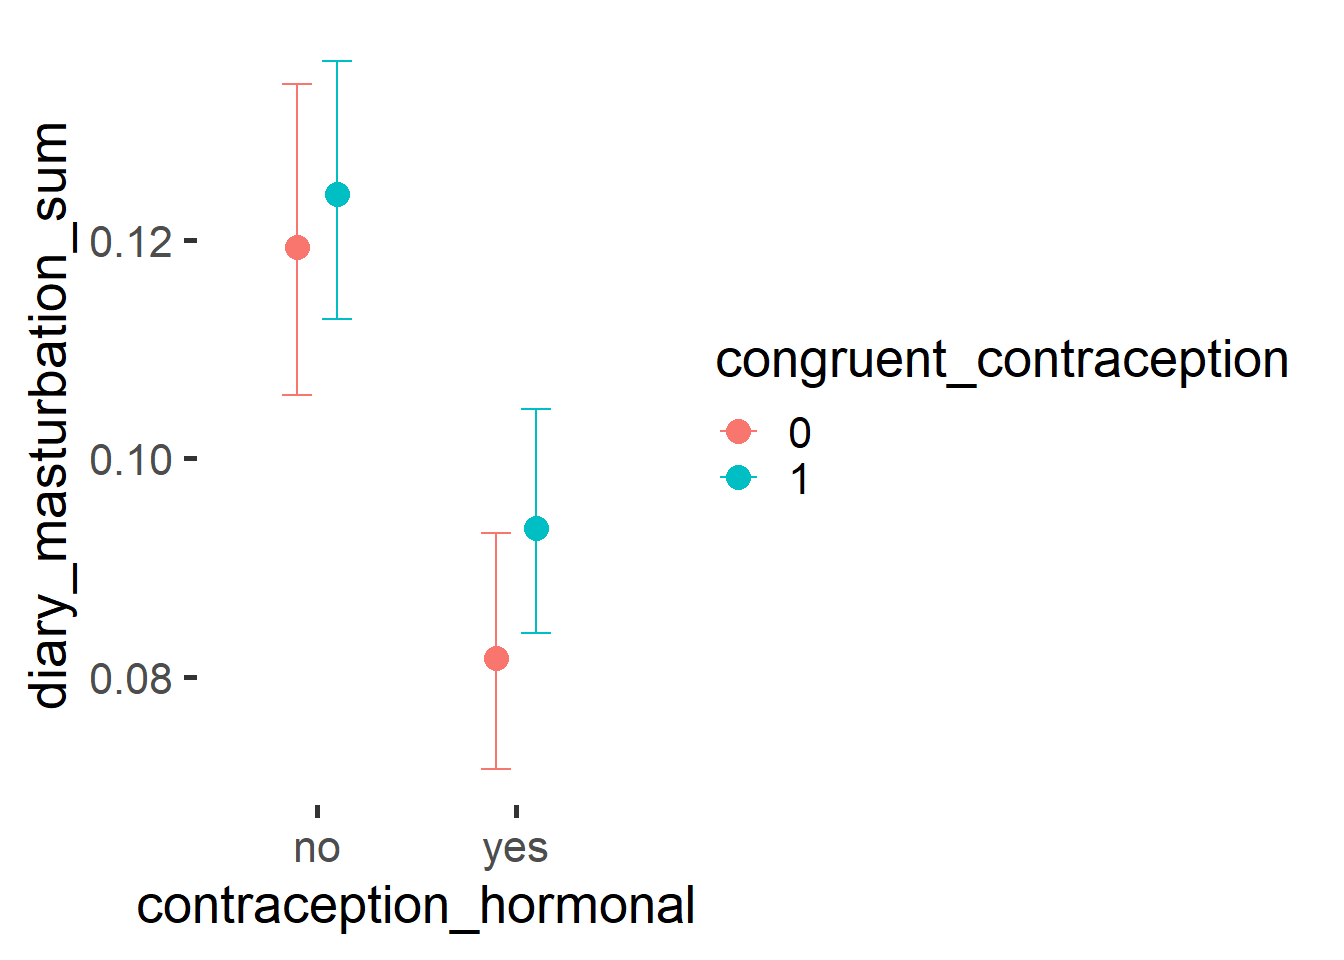 diary_masturbation_sum
0.12
0.10
0.08
no
yes
contraception_hormonal
congruent_contraception
0
1